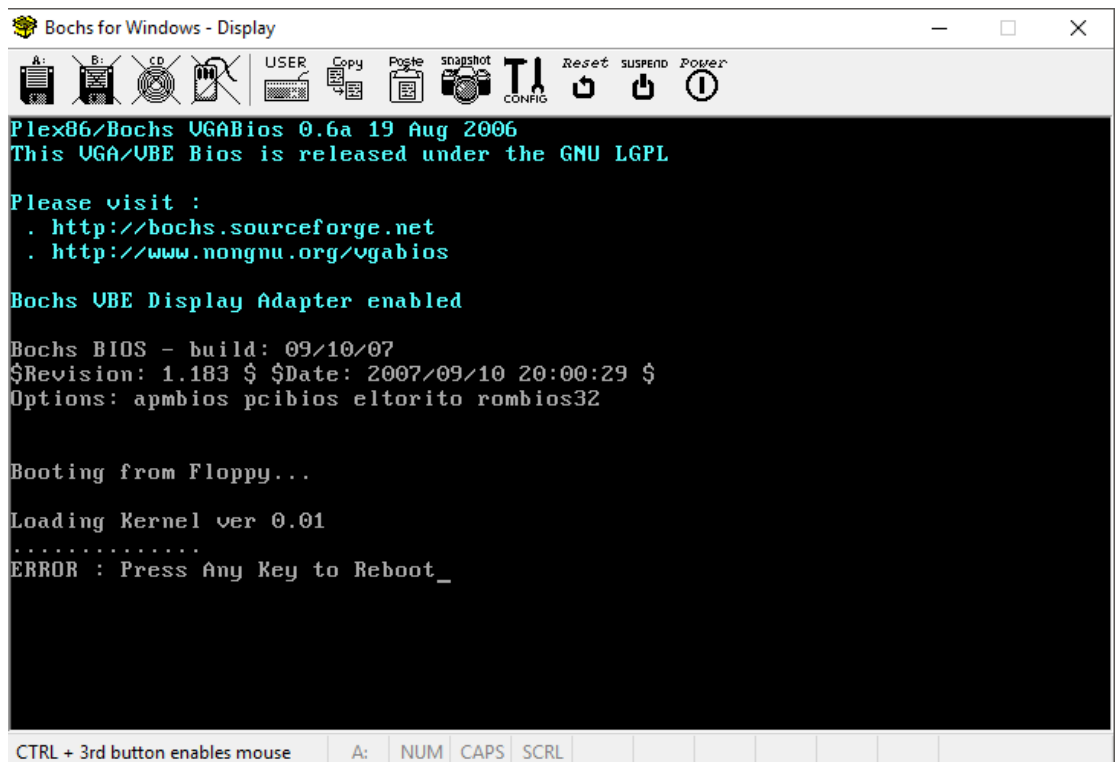 Bochs for Windows - Display
A: B: CD USER Copy Poste snapshot CONFIG Reset SUSPEND Power
Plex86/Bochs VGABios 0.6a 19 Aug 2006
This VGA/VBE Bios is released under the GNU LGPL
Please visit :
. http://bochs.sourceforge.net
. http://www.nongnu.org/vgabios
Bochs VBE Display Adapter enabled
Bochs BIOS - build: 09/10/07
$Revision: 1.183 $ $Date: 2007/09/10 20:00:29 $
Options: apmbios pcibios eltorito rombios32
Booting from Floppy...
Loading Kernel ver 0.01
..............
ERROR : Press Any Key to Reboot_
CTRL + 3rd button enables mouse A: NUM CAPS SCRL